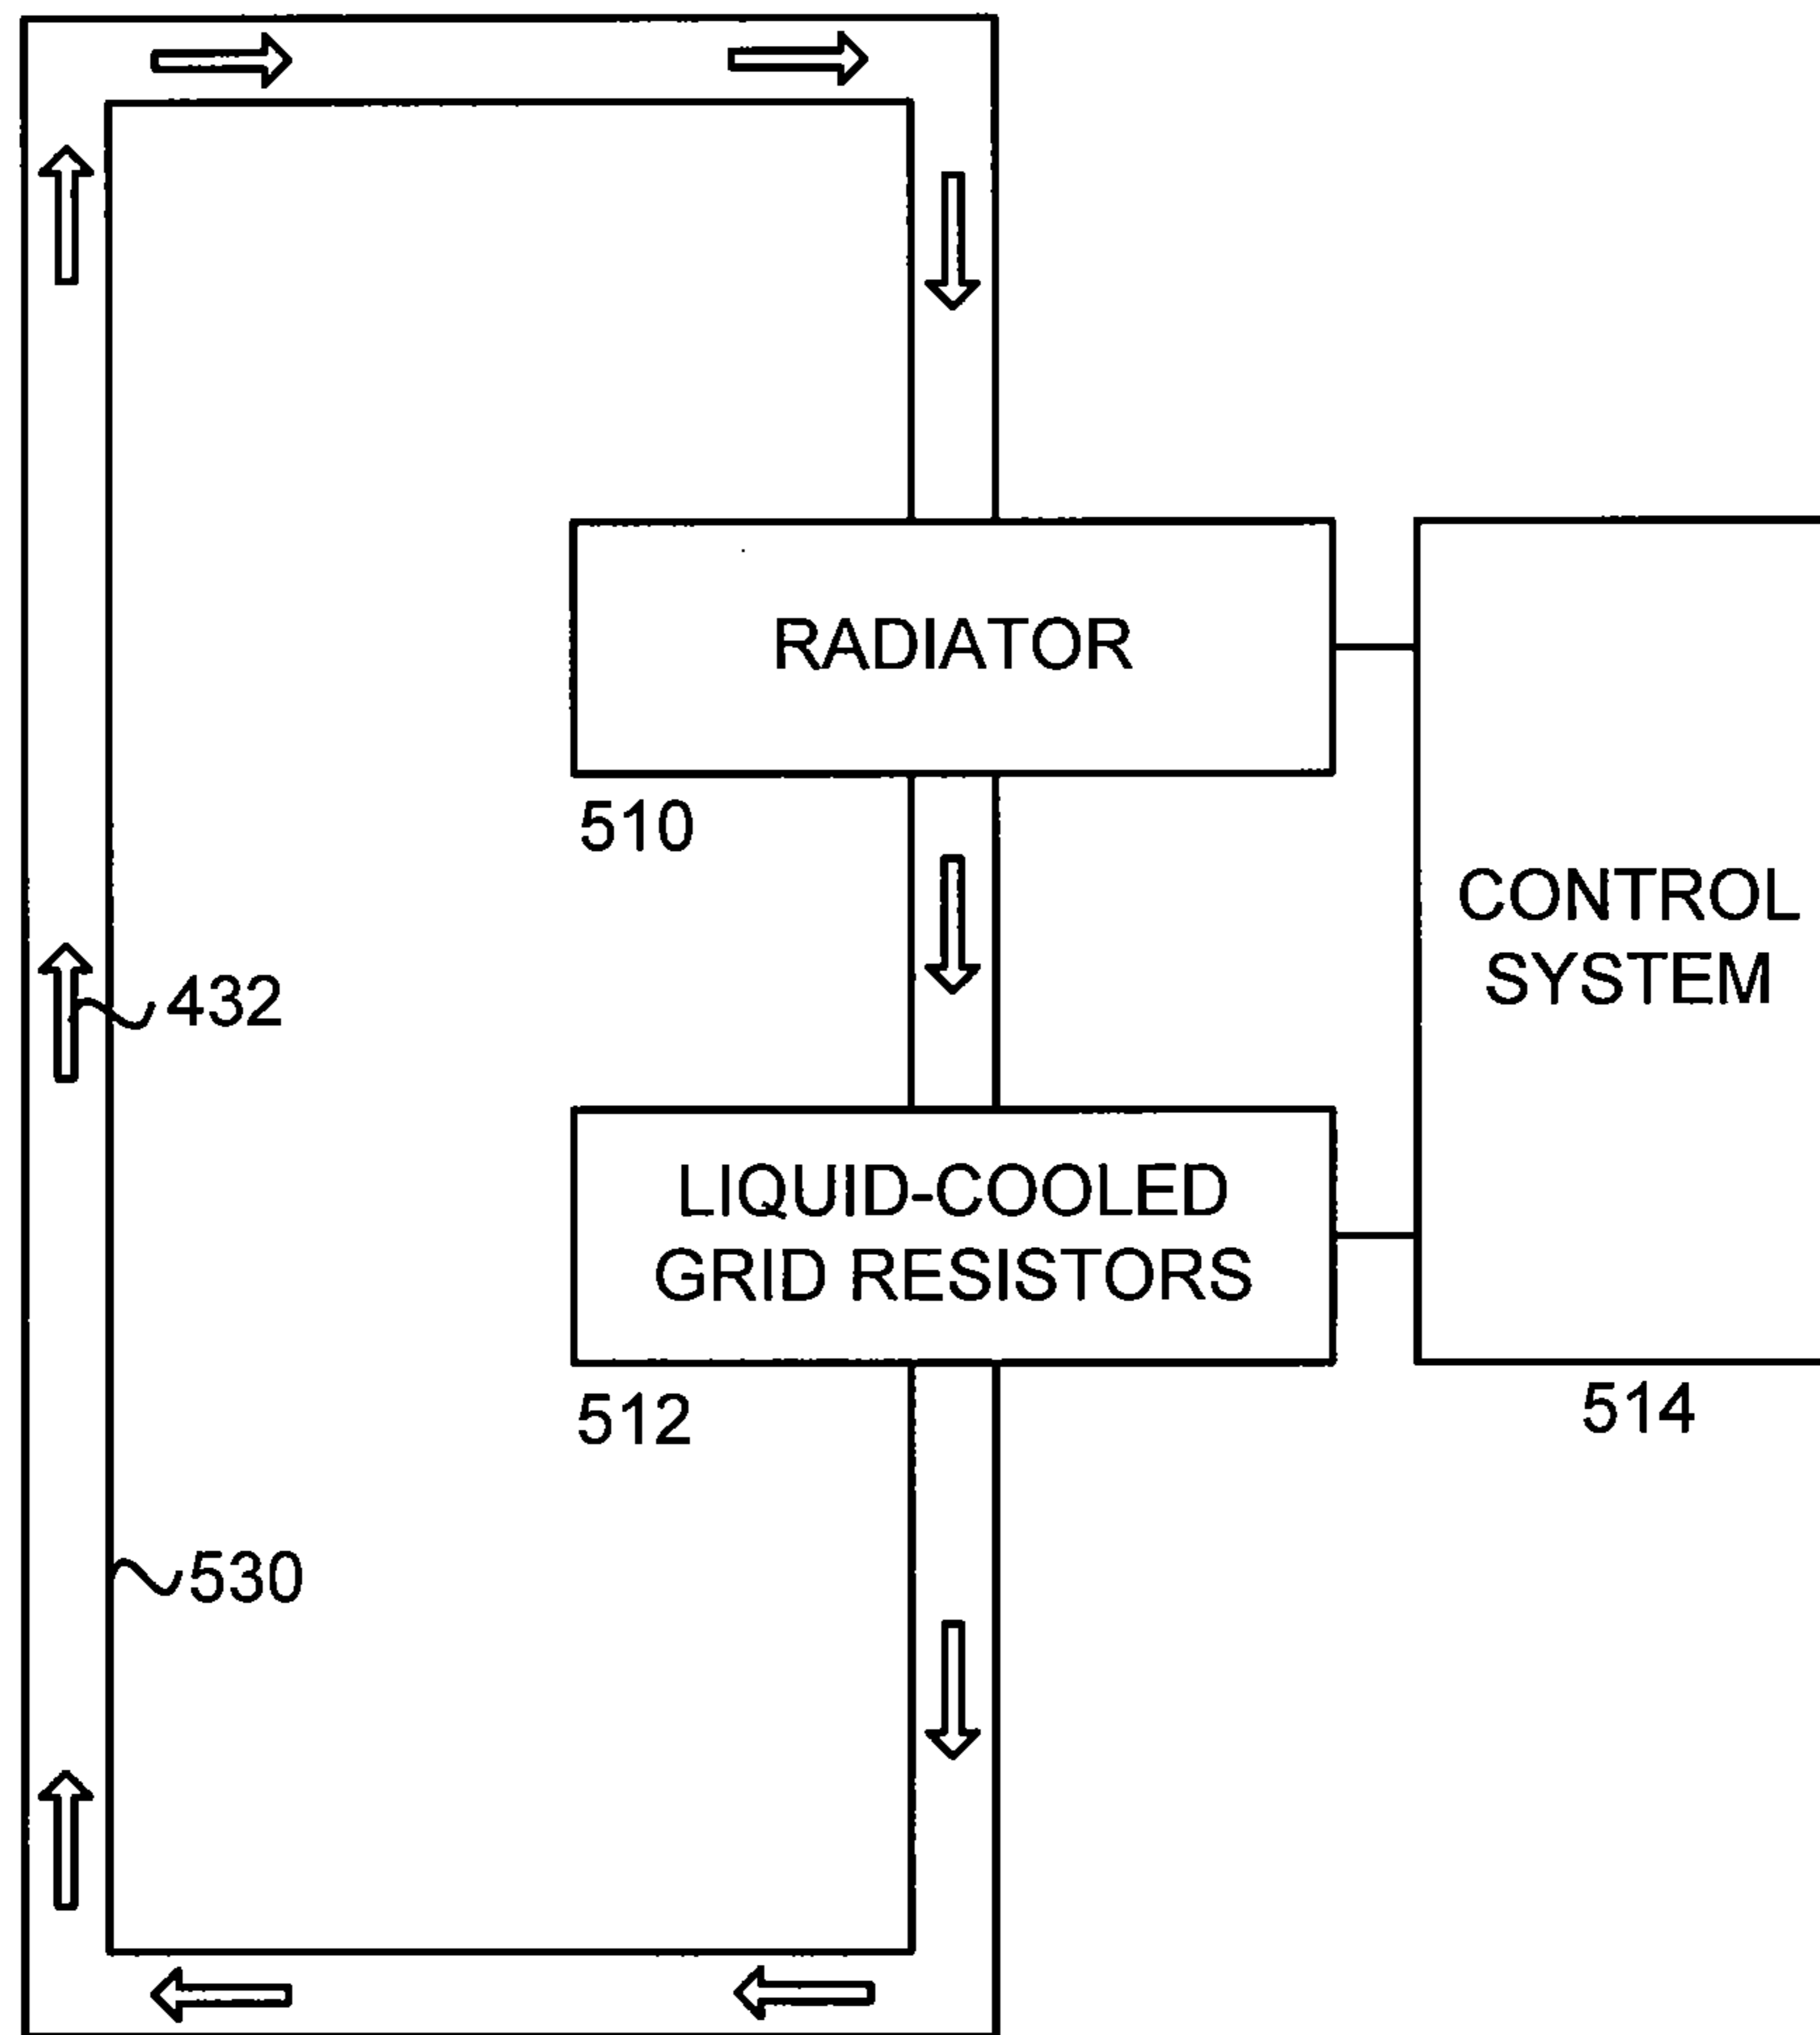 RADIATOR
510
CONTROL
SYSTEM
432
LIQUID-COOLED
GRID RESISTORS
512
514
530